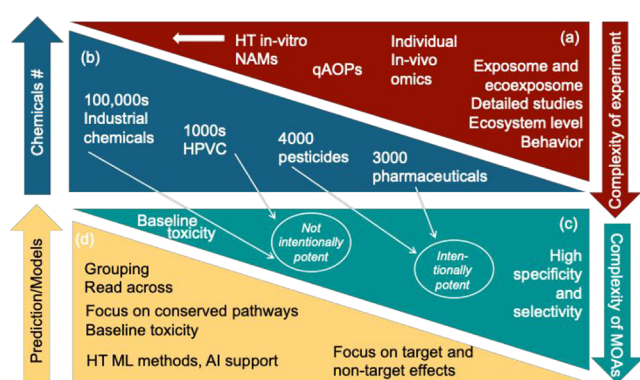 Chemicals #
(b)
100,000s
Industrial
chemicals
1000s
HPVC
4000
pesticides
3000
pharmaceuticals
HT in-vitro
NAMs
qAOPs
Individual
In-vivo
omics
(a)
Exposome and
ecoexposome
Detailed studies
Ecosystem level
Behavior
Complexity of experiment
Prediction/Models
Baseline
toxicity
Not
intentionally
potent
Inten-
tionally
potent
(c)
High
specificity
and
selectivity
Complexity of MOAs
(d)
Grouping
Read across
Focus on conserved pathways
Baseline toxicity
HT ML methods, AI support
Focus on target and
non-target effects